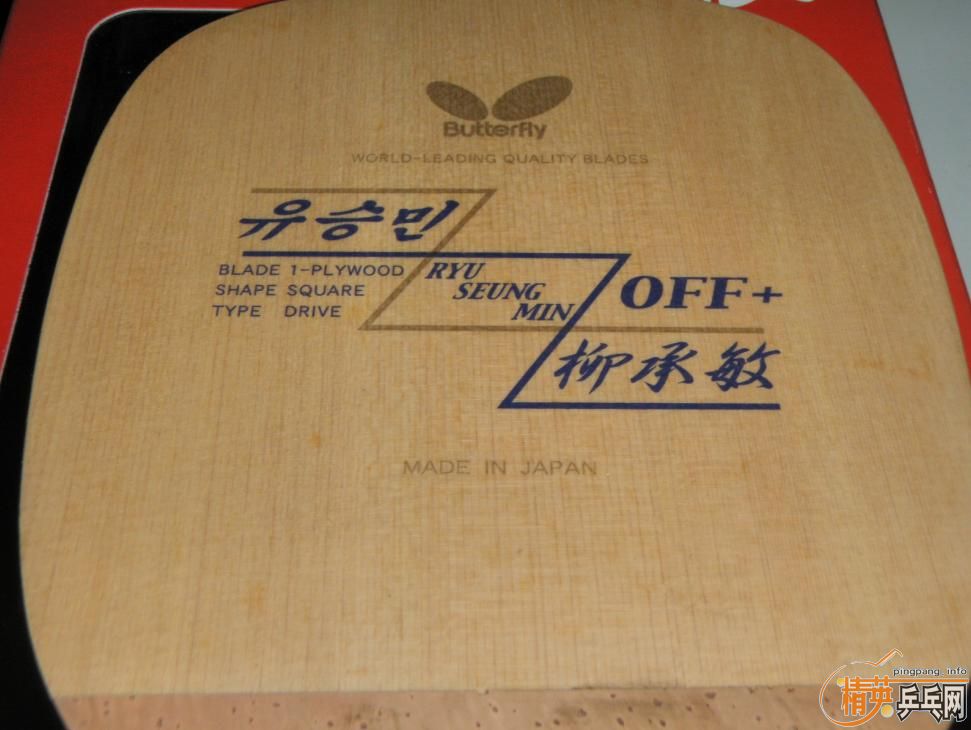 Butterfly
WORLD-LEADING QUALITY BLADES
유승민
BLADE 1-PLYWOOD
SHAPE SQUARE
TYPE DRIVE
RYU
SEUNG
MIN
OFF+
柳承敏
MADE IN JAPAN
pingpang.info
精英乒乓网